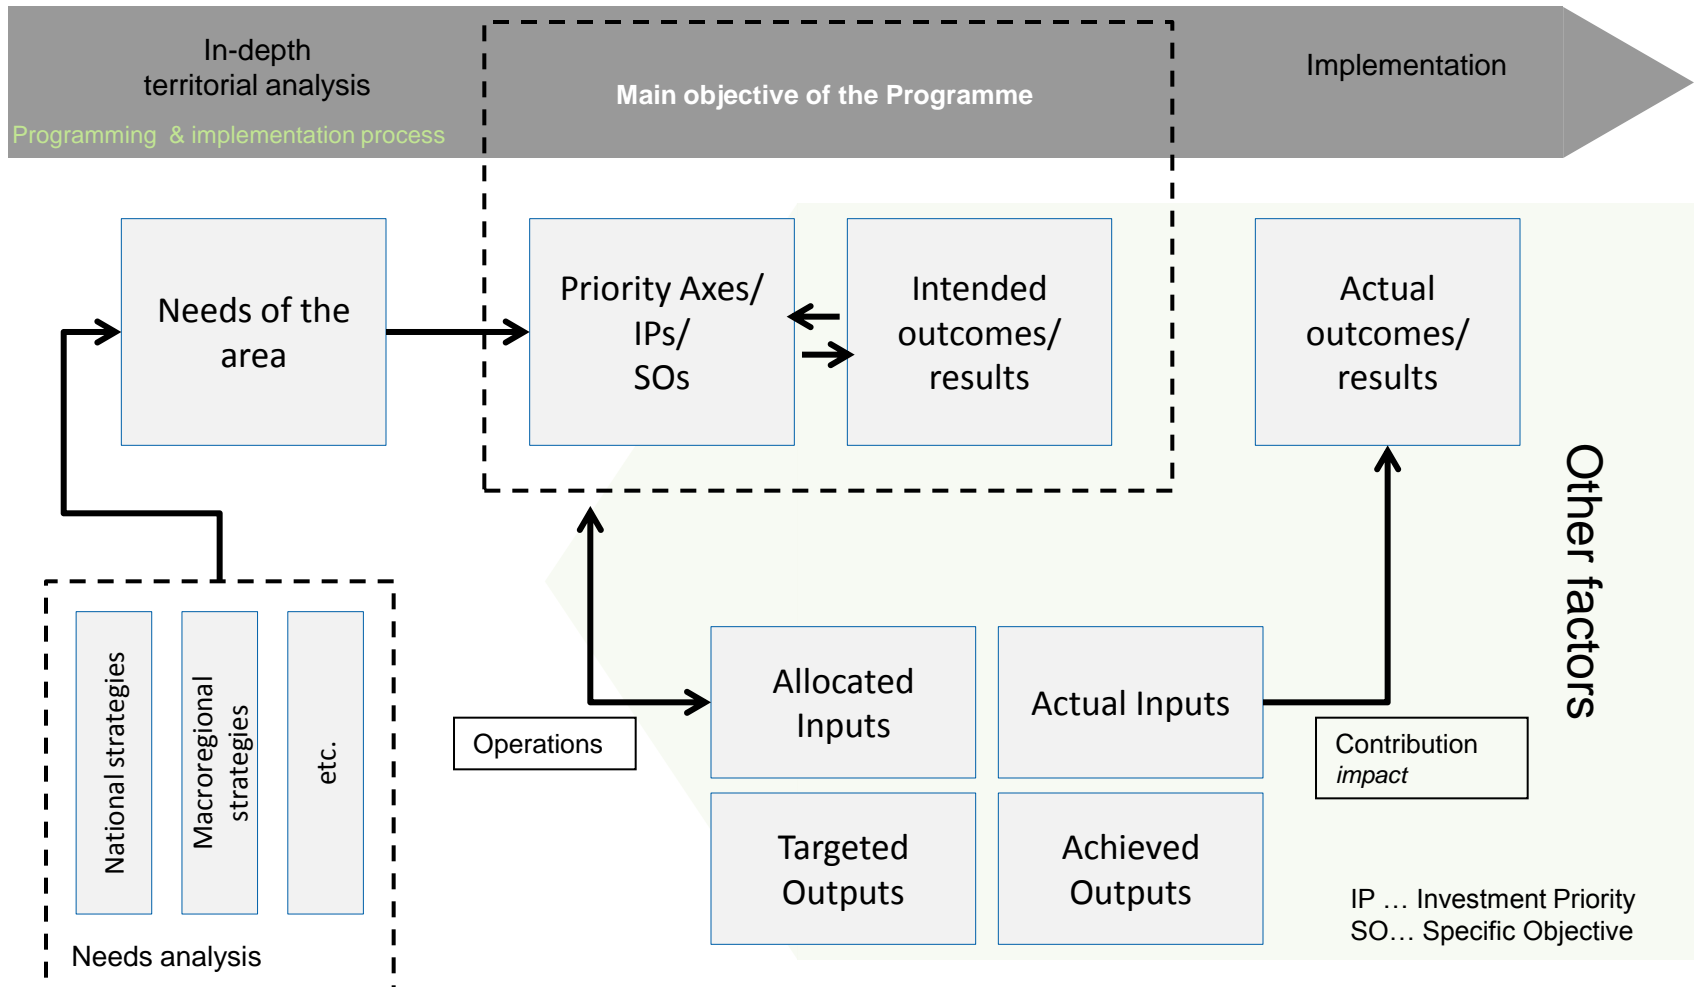 In-depth
territorial analysis
Programming & implementation process
Main objective of the Programme
Implementation
Needs of the
area
Priority Axes/
IPs/
SOs
Intended
outcomes/
results
Actual
outcomes/
results
Other factors
National strategies
Macroregional
strategies
etc.
Needs analysis
Operations
Allocated
Inputs
Actual Inputs
Contribution
impact
Targeted
Outputs
Achieved
Outputs
IP … Investment Priority
SO… Specific Objective